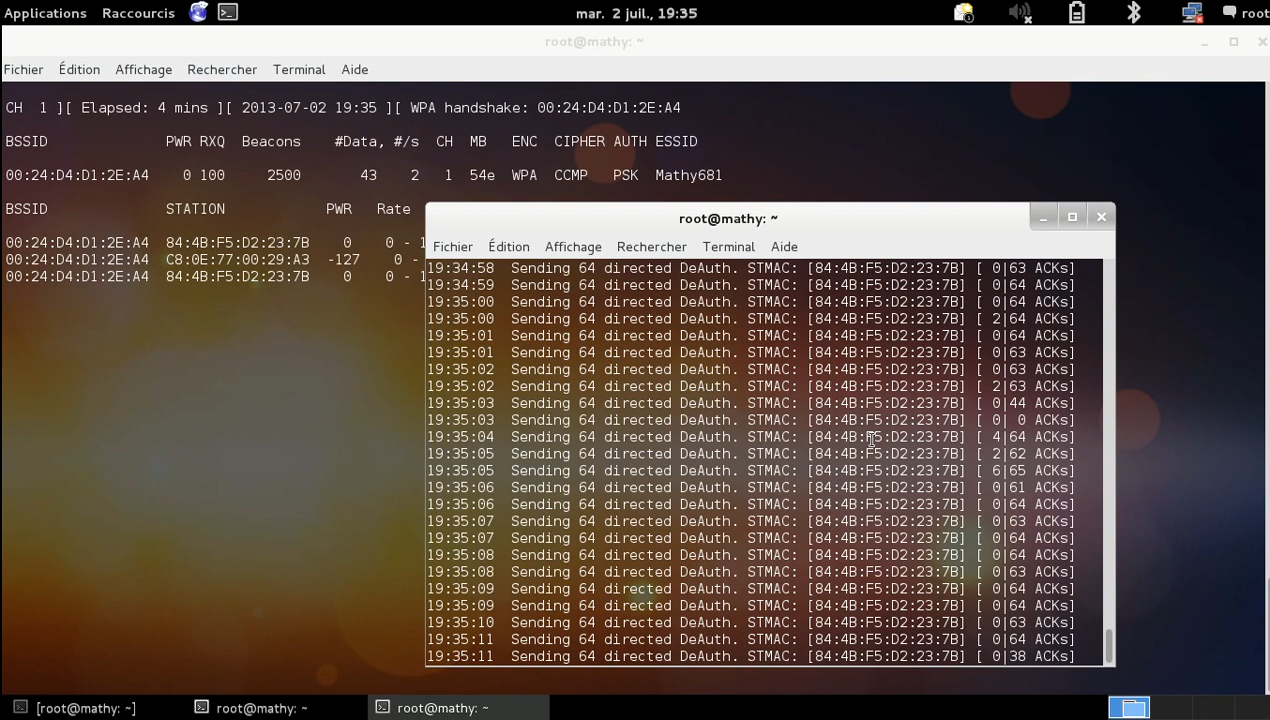 Applications Raccourcis mar. 2 juil., 19:35 root
root@mathy: ~
Fichier Édition Affichage Rechercher Terminal Aide
CH 1 ][ Elapsed: 4 mins ][ 2013-07-02 19:35 ][ WPA handshake: 00:24:D4:D1:2E:A4
BSSID PWR RXQ Beacons #Data, #/s CH MB ENC CIPHER AUTH ESSID
00:24:D4:D1:2E:A4 0 100 2500 43 2 1 54e WPA CCMP PSK Mathy681
BSSID STATION PWR Rate
00:24:D4:D1:2E:A4 84:4B:F5:D2:23:7B 0 0 - 1
00:24:D4:D1:2E:A4 C8:0E:77:00:29:A3 -127 0 -
00:24:D4:D1:2E:A4 84:4B:F5:D2:23:7B 0 0 - 1
root@mathy: ~
Fichier Édition Affichage Rechercher Terminal Aide
19:34:58 Sending 64 directed DeAuth. STMAC: [84:4B:F5:D2:23:7B] [ 0|63 ACKs]
19:34:59 Sending 64 directed DeAuth. STMAC: [84:4B:F5:D2:23:7B] [ 0|64 ACKs]
19:35:00 Sending 64 directed DeAuth. STMAC: [84:4B:F5:D2:23:7B] [ 0|64 ACKs]
19:35:00 Sending 64 directed DeAuth. STMAC: [84:4B:F5:D2:23:7B] [ 2|64 ACKs]
19:35:01 Sending 64 directed DeAuth. STMAC: [84:4B:F5:D2:23:7B] [ 0|64 ACKs]
19:35:01 Sending 64 directed DeAuth. STMAC: [84:4B:F5:D2:23:7B] [ 0|63 ACKs]
19:35:02 Sending 64 directed DeAuth. STMAC: [84:4B:F5:D2:23:7B] [ 0|64 ACKs]
19:35:02 Sending 64 directed DeAuth. STMAC: [84:4B:F5:D2:23:7B] [ 2|63 ACKs]
19:35:03 Sending 64 directed DeAuth. STMAC: [84:4B:F5:D2:23:7B] [ 0|44 ACKs]
19:35:03 Sending 64 directed DeAuth. STMAC: [84:4B:F5:D2:23:7B] [ 0| 0 ACKs]
19:35:04 Sending 64 directed DeAuth. STMAC: [84:4B:F5:D2:23:7B] [ 4|64 ACKs]
19:35:05 Sending 64 directed DeAuth. STMAC: [84:4B:F5:D2:23:7B] [ 2|62 ACKs]
19:35:05 Sending 64 directed DeAuth. STMAC: [84:4B:F5:D2:23:7B] [ 6|65 ACKs]
19:35:06 Sending 64 directed DeAuth. STMAC: [84:4B:F5:D2:23:7B] [ 0|61 ACKs]
19:35:06 Sending 64 directed DeAuth. STMAC: [84:4B:F5:D2:23:7B] [ 0|64 ACKs]
19:35:07 Sending 64 directed DeAuth. STMAC: [84:4B:F5:D2:23:7B] [ 0|63 ACKs]
19:35:07 Sending 64 directed DeAuth. STMAC: [84:4B:F5:D2:23:7B] [ 0|64 ACKs]
19:35:08 Sending 64 directed DeAuth. STMAC: [84:4B:F5:D2:23:7B] [ 0|64 ACKs]
19:35:08 Sending 64 directed DeAuth. STMAC: [84:4B:F5:D2:23:7B] [ 0|63 ACKs]
19:35:09 Sending 64 directed DeAuth. STMAC: [84:4B:F5:D2:23:7B] [ 0|64 ACKs]
19:35:09 Sending 64 directed DeAuth. STMAC: [84:4B:F5:D2:23:7B] [ 0|64 ACKs]
19:35:10 Sending 64 directed DeAuth. STMAC: [84:4B:F5:D2:23:7B] [ 0|63 ACKs]
19:35:11 Sending 64 directed DeAuth. STMAC: [84:4B:F5:D2:23:7B] [ 0|64 ACKs]
19:35:11 Sending 64 directed DeAuth. STMAC: [84:4B:F5:D2:23:7B] [ 0|38 ACKs]
[root@mathy: ~] root@mathy: ~ root@mathy: ~